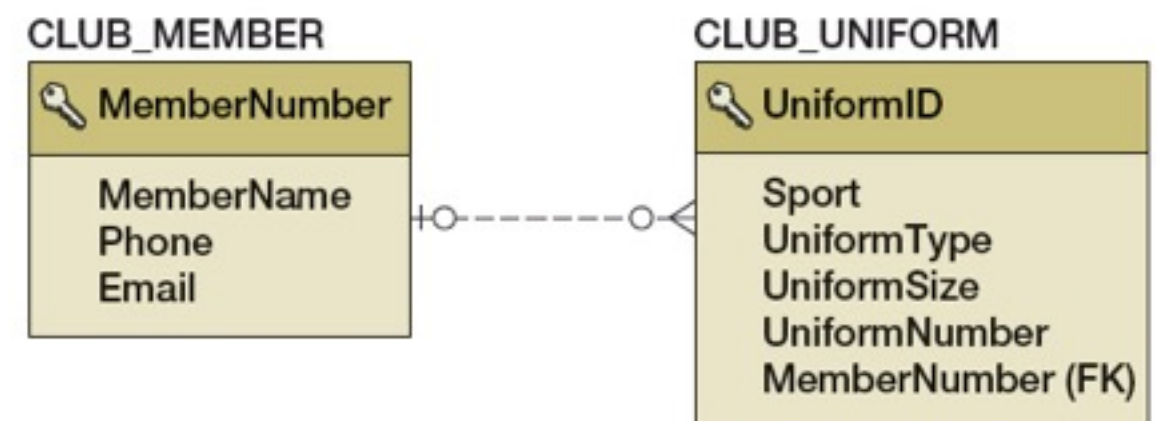 CLUB_MEMBER
MemberNumber
MemberName
Phone
Email
CLUB_UNIFORM
UniformID
Sport
UniformType
UniformSize
UniformNumber
MemberNumber (FK)